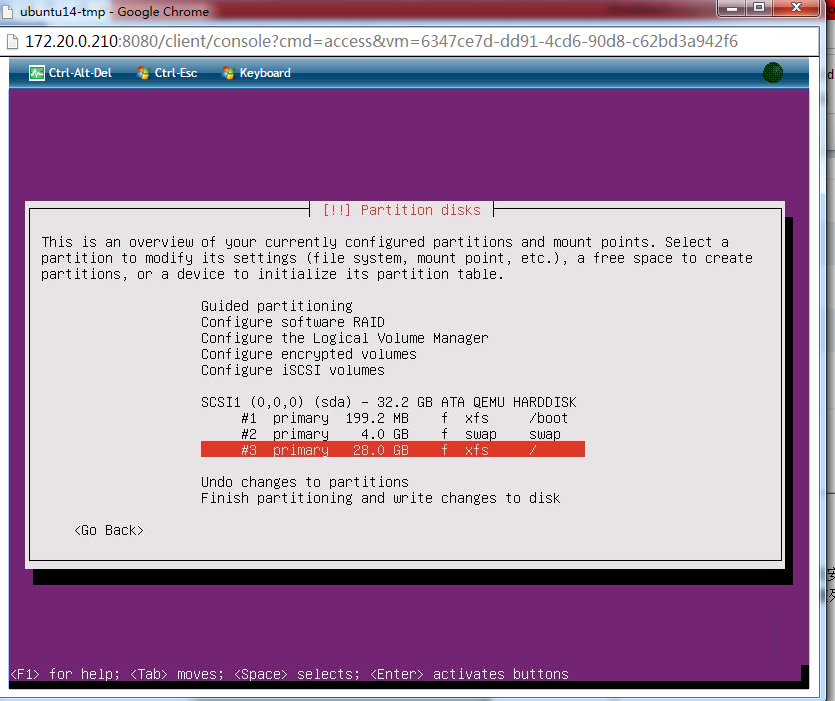 ubuntu14-tmp - Google Chrome
172.20.0.210:8080/client/console?cmd=access&vm=6347ce7d-dd91-4cd6-90d8-c62bd3a942f6
Ctrl-Alt-Del Ctrl-Esc Keyboard
[!!] Partition disks
This is an overview of your currently configured partitions and mount points. Select a
partition to modify its settings (file system, mount point, etc.), a free space to create
partitions, or a device to initialize its partition table.
Guided partitioning
Configure software RAID
Configure the Logical Volume Manager
Configure encrypted volumes
Configure iSCSI volumes
SCSI1 (0,0,0) (sda) - 32.2 GB ATA QEMU HARDDISK
#1 primary 199.2 MB f xfs /boot
#2 primary 4.0 GB f swap swap
#3 primary 28.0 GB f xfs /
Undo changes to partitions
Finish partitioning and write changes to disk
<Go Back>
<F1> for help; <Tab> moves; <Space> selects; <Enter> activates buttons